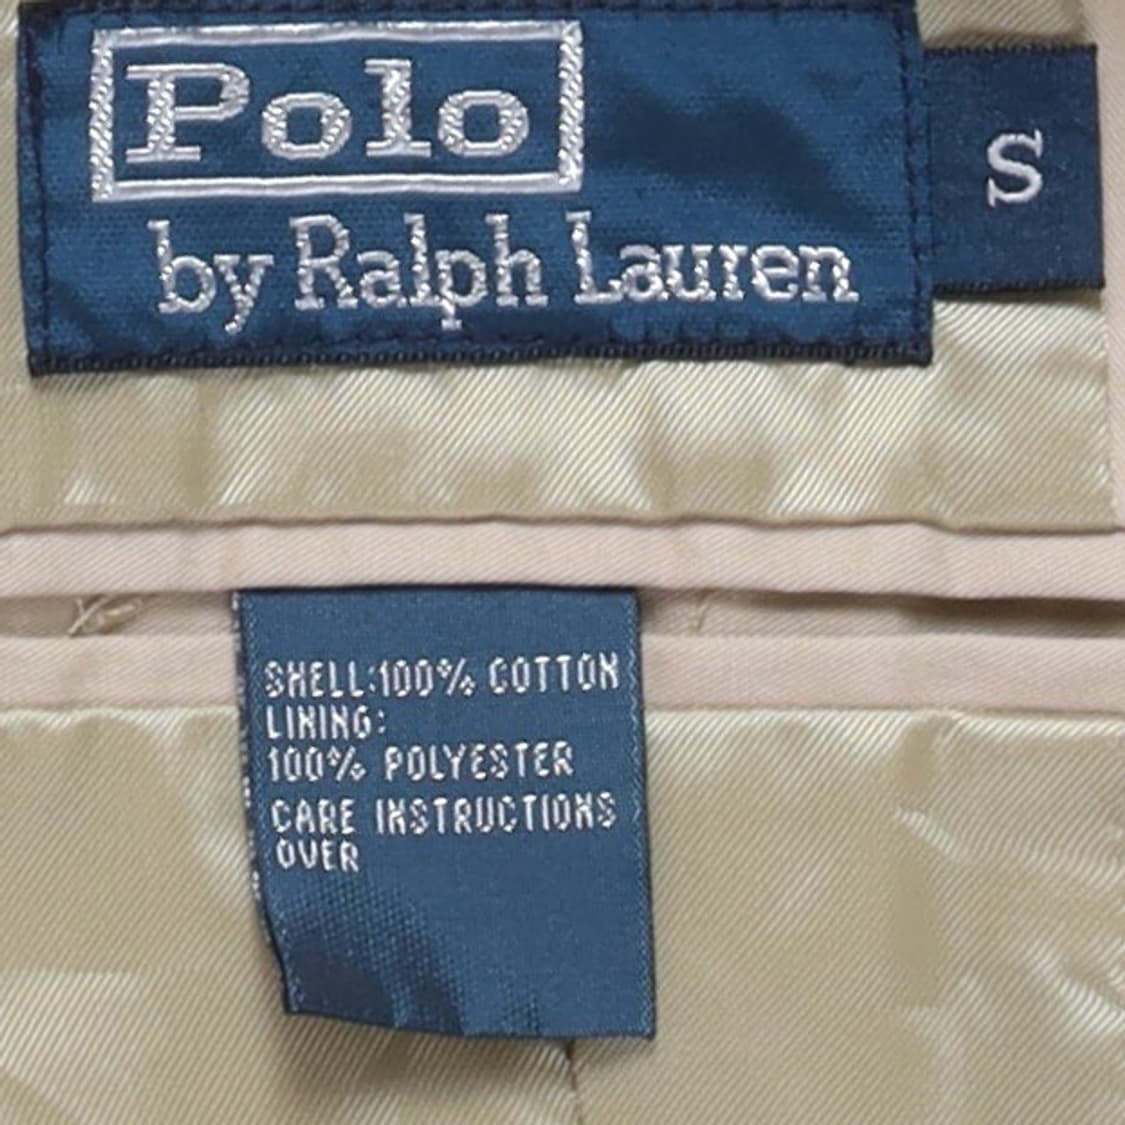 Polo
by Ralph Lauren
S
SHELL:100% COTTON
LINING:
100% POLYESTER
CARE INSTRUCTIONS
OVER